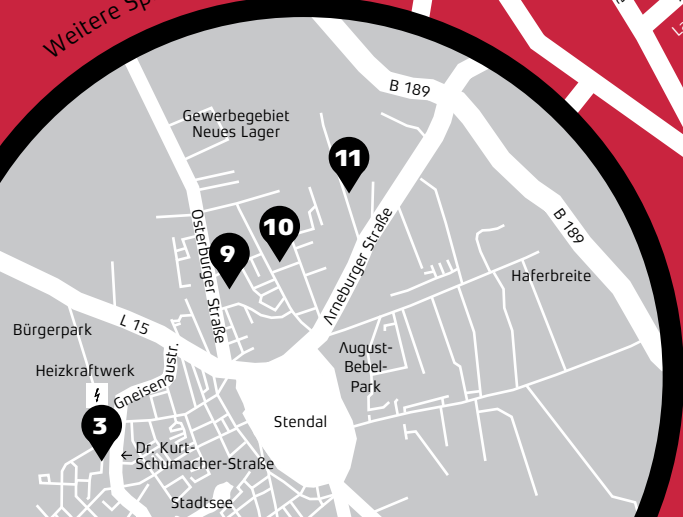 Weitere Sp
B 189
Gewerbegebiet
Neues Lager
11
10
9
Osterburger Straße
Arneburger Straße
B 189
Haferbreite
L 15
Bürgerpark
Heizkraftwerk
Gneisenaustr.
August-
Bebel-
Park
3
Stendal
←Dr. Kurt-
Schumacher-Straße
Stadtsee